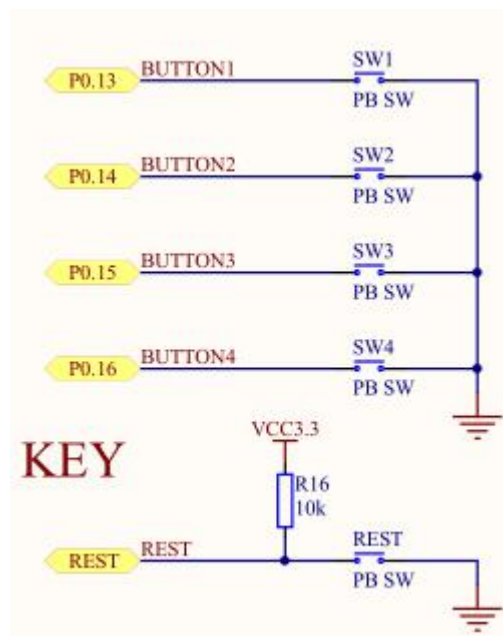 SW1
P0.13 BUTTON1
PB SW
SW2
P0.14 BUTTON2
PB SW
SW3
P0.15 BUTTON3
PB SW
SW4
P0.16 BUTTON4
PB SW
VCC3.3
KEY
R16
10k
REST REST REST
PB SW